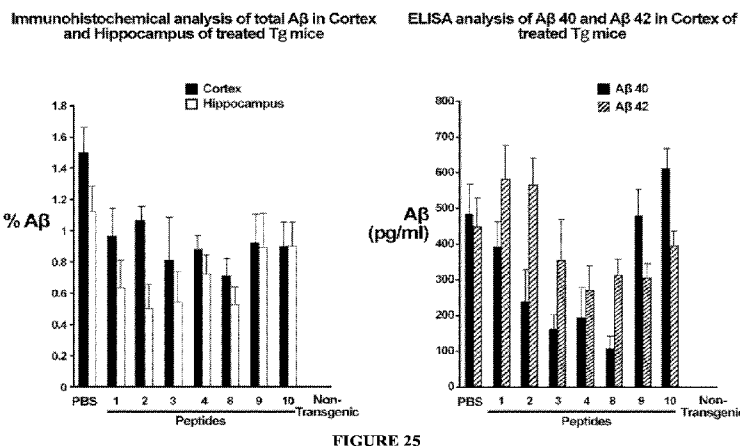 Immunohistochemical analysis of total Aβ in Cortex
and Hippocampus of treated Tg mice
Cortex
Hippocampus
1.8
1.6
1.4
1.2
1
0.8
0.6
0.4
0.2
0
% Aβ
PBS 1 2 3 4 8 9 10 Non-
Transgenic
Peptides
ELISA analysis of Aβ 40 and Aβ 42 in Cortex of
treated Tg mice
Aβ 40
Aβ 42
800
700
600
500
400
300
200
100
0
Aβ
(pg/ml)
PBS 1 2 3 4 8 9 10 Non-
Transgenic
Peptides
FIGURE 25